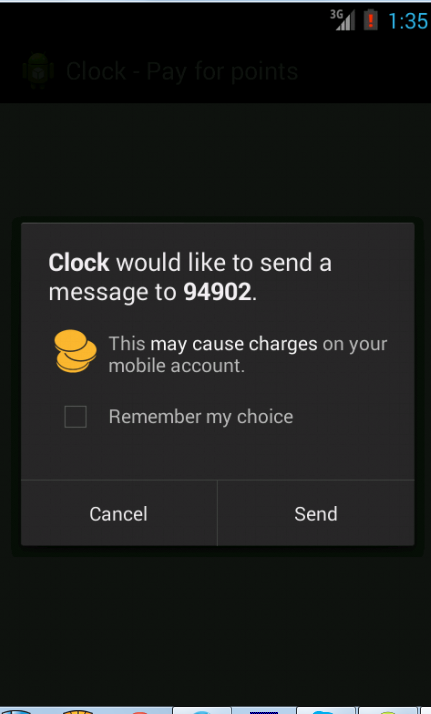 3G 1:35
Clock - Pay for points
Clock would like to send a
message to 94902.
This may cause charges on your
mobile account.
Remember my choice
Cancel Send